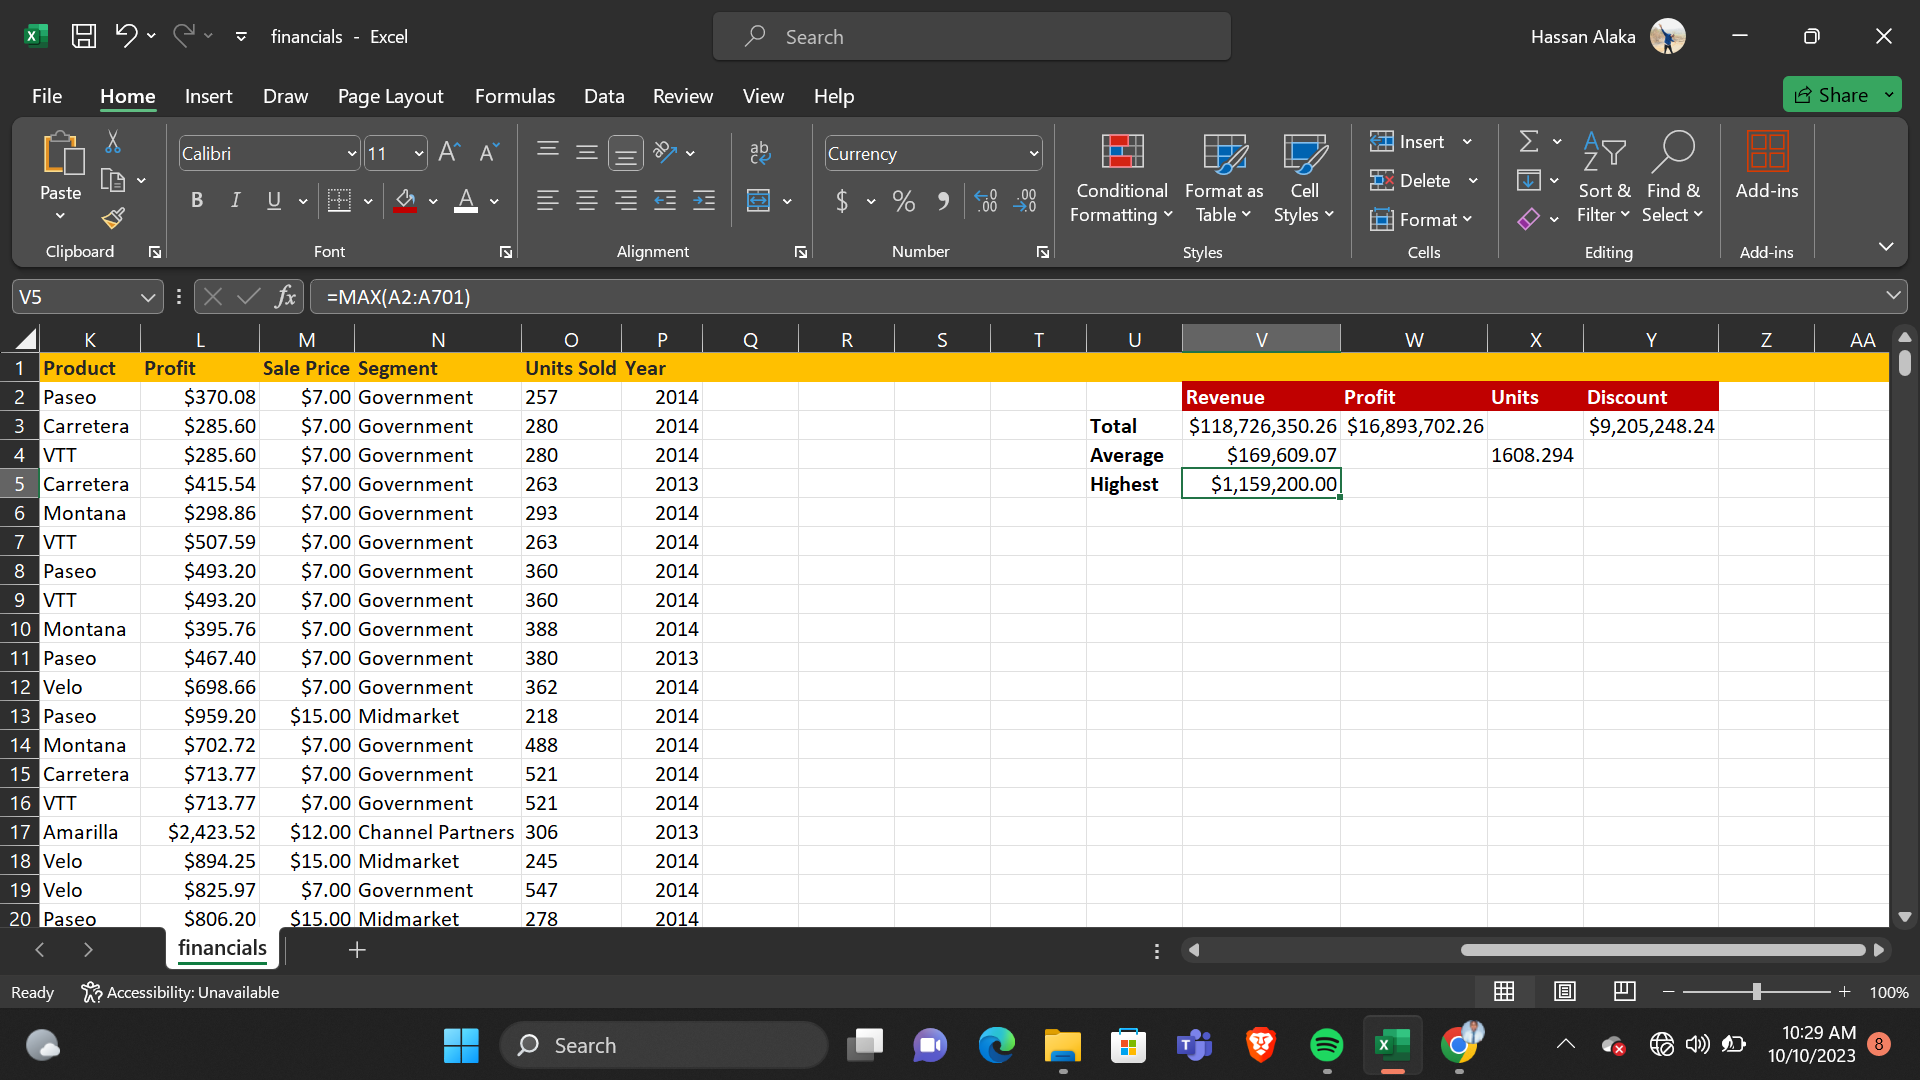 financials - Excel
Search
Hassan Alaka
File Home Insert Draw Page Layout Formulas Data Review View Help
Share
Paste
Clipboard
Calibri 11
B I U A
Font
ab
Alignment
Currency
$ % 9 .00 .00
Number
Conditional Formatting
Format as Table
Cell Styles
Styles
Insert
Delete
Format
Cells
Sort & Filter
Find & Select
Editing
Add-ins
Add-ins
V5 fx =MAX(A2:A701)
K L M N O P Q R S T U V W X Y Z AA
1 Product Profit Sale Price Segment Units Sold Year
2 Paseo $370.08 $7.00 Government 257 2014 Revenue Profit Units Discount
3 Carretera $285.60 $7.00 Government 280 2014 Total $118,726,350.26 $16,893,702.26 $9,205,248.24
4 VTT $285.60 $7.00 Government 280 2014 Average $169,609.07 1608.294
5 Carretera $415.54 $7.00 Government 263 2013 Highest $1,159,200.00
6 Montana $298.86 $7.00 Government 293 2014
7 VTT $507.59 $7.00 Government 263 2014
8 Paseo $493.20 $7.00 Government 360 2014
9 VTT $493.20 $7.00 Government 360 2014
10 Montana $395.76 $7.00 Government 388 2014
11 Paseo $467.40 $7.00 Government 380 2013
12 Velo $698.66 $7.00 Government 362 2014
13 Paseo $959.20 $15.00 Midmarket 218 2014
14 Montana $702.72 $7.00 Government 488 2014
15 Carretera $713.77 $7.00 Government 521 2014
16 VTT $713.77 $7.00 Government 521 2014
17 Amarilla $2,423.52 $12.00 Channel Partners 306 2013
18 Velo $894.25 $15.00 Midmarket 245 2014
19 Velo $825.97 $7.00 Government 547 2014
20 Paseo $806.20 $15.00 Midmarket 278 2014
financials
Ready Accessibility: Unavailable 100%
Search
10:29 AM
10/10/2023
8